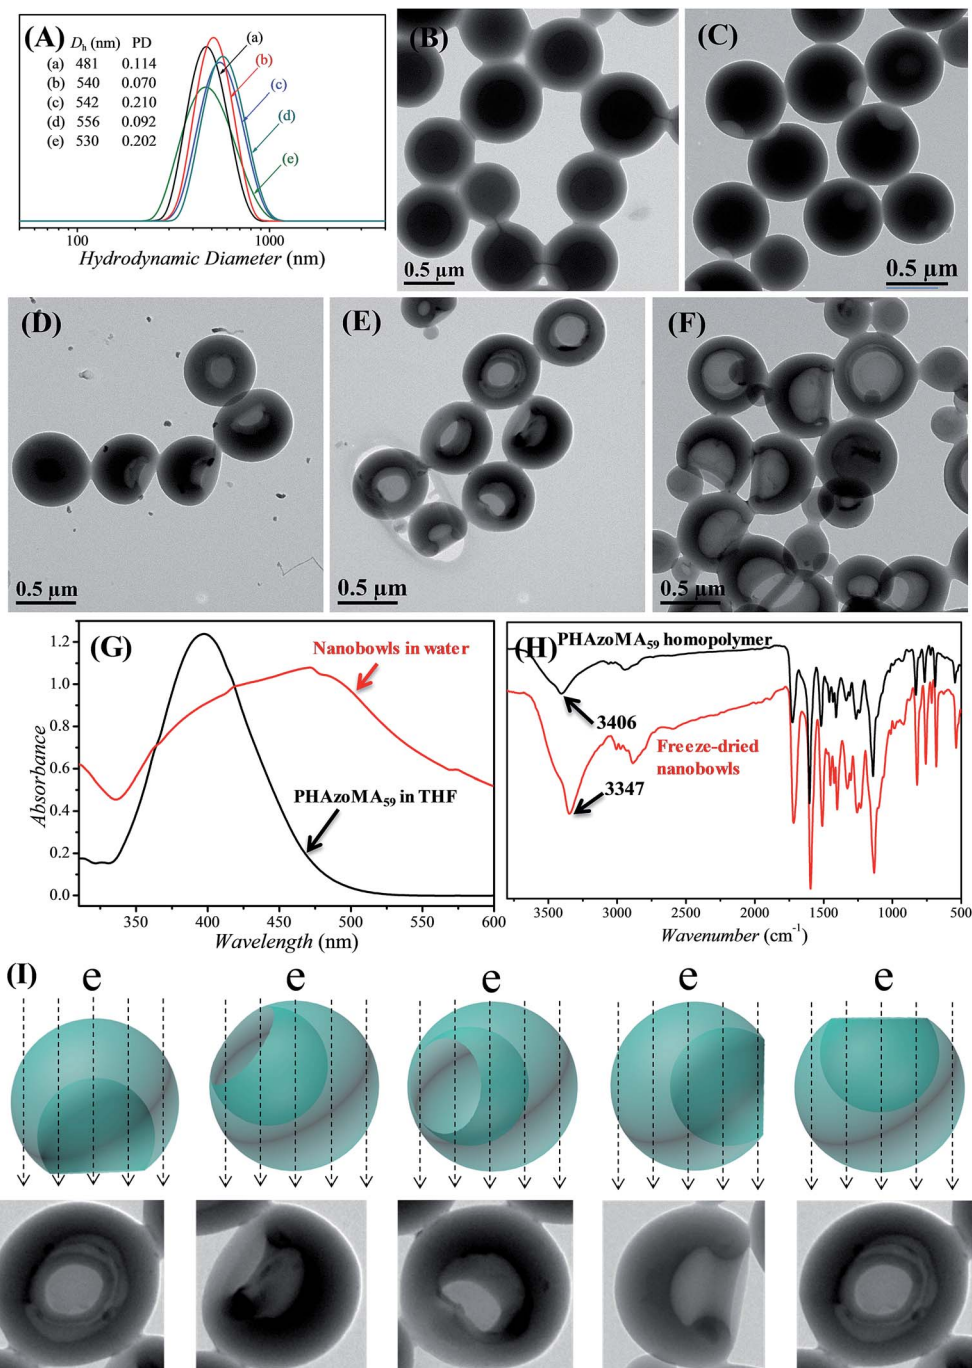 (A)
Dh (nm) PD
(a) 481 0.114
(b) 540 0.070
(c) 542 0.210
(d) 556 0.092
(e) 530 0.202
(a)
(b)
(c)
(d)
(e)
100 1000
Hydrodynamic Diameter (nm)
(B)
0.5 µm
(C)
0.5 µm
(D)
0.5 µm
(E)
0.5 µm
(F)
0.5 µm
(G)
Nanobowls in water
PHAzoMA59 in THF
1.2
1.0
0.8
0.6
0.4
0.2
0.0
Absorbance
350 400 450 500 550 600
Wavelength (nm)
(H)
PHAzoMA59 homopolymer
3406
Freeze-dried
nanobowls
3347
3500 3000 2500 2000 1500 1000 500
Wavenumber (cm-1)
(I)
e e e e e